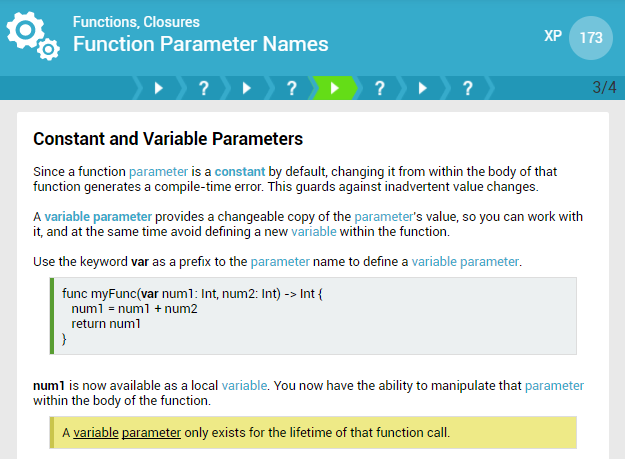 Functions, Closures
Function Parameter Names
XP 173
? ? ? ? 3/4
Constant and Variable Parameters
Since a function parameter is a constant by default, changing it from within the body of that
function generates a compile-time error. This guards against inadvertent value changes.
A variable parameter provides a changeable copy of the parameter's value, so you can work with
it, and at the same time avoid defining a new variable within the function.
Use the keyword var as a prefix to the parameter name to define a variable parameter.
func myFunc(var num1: Int, num2: Int) -> Int {
num1 = num1 + num2
return num1
}
num1 is now available as a local variable. You now have the ability to manipulate that parameter
within the body of the function.
A variable parameter only exists for the lifetime of that function call.